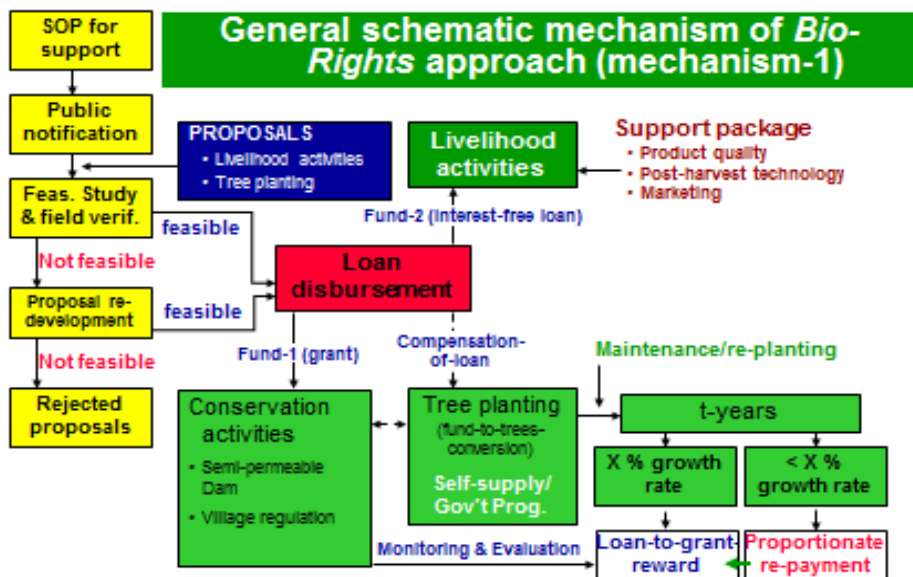 General schematic mechanism of Bio-
Rights approach (mechanism-1)
SOP for
support
Public
notification
PROPOSALS
• Livelihood activities
• Tree planting
Livelihood
activities
Support package
• Product quality
• Post-harvest technology
• Marketing
Feas. Study
& field verif.
feasible
Fund-2 (interest-free loan)
Not feasible
Loan
disbursement
Proposal re-
development
feasible
Not feasible
Fund-1 (grant)
Compensation-
of-loan
Maintenance/re-planting
Rejected
proposals
Conservation
activities
• Semi-permeable
Dam
• Village regulation
Tree planting
(fund-to-trees-
conversion)
Self-supply/
Gov't Prog.
t-years
X % growth
rate
< X %
growth rate
Monitoring & Evaluation
Loan-to-grant-
reward
Proportionate
re-payment